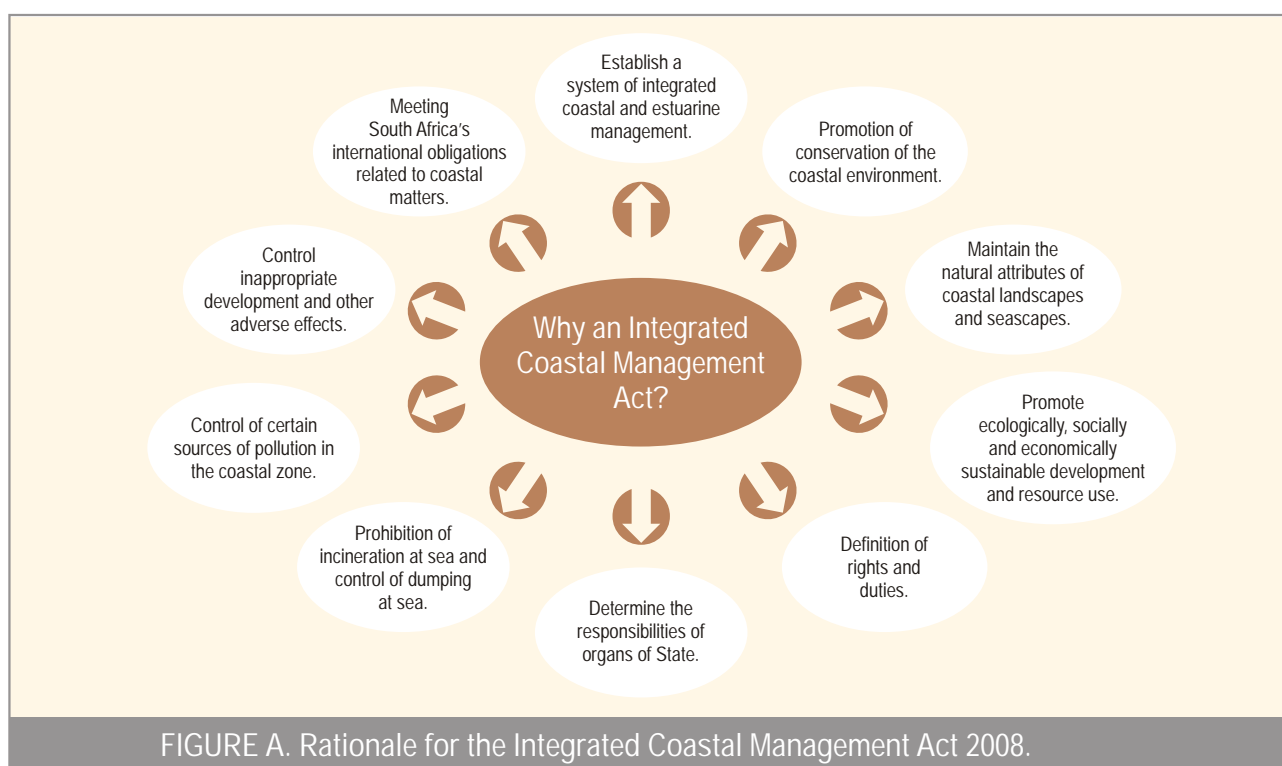 Establish a
system of integrated
coastal and estuarine
management.
Promotion of
conservation of the
coastal environment.
Maintain the
natural attributes of
coastal landscapes
and seascapes.
Promote
ecologically, socially
and economically
sustainable development
and resource use.
Definition of
rights and
duties.
Determine the
responsibilities of
organs of State.
Prohibition of
incineration at sea and
control of dumping
at sea.
Control of certain
sources of pollution in
the coastal zone.
Control
inappropriate
development and other
adverse effects.
Meeting
South Africa's
international obligations
related to coastal
matters.
Why an Integrated
Coastal Management
Act?
FIGURE A. Rationale for the Integrated Coastal Management Act 2008.